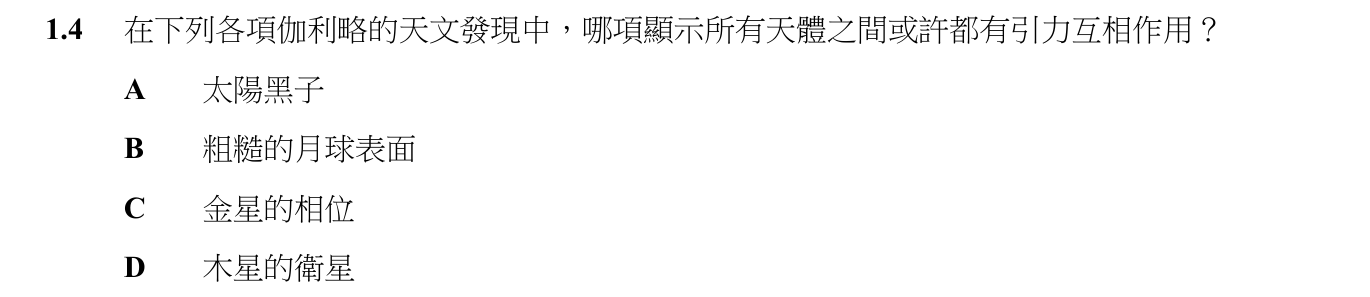 1.4 在下列各項伽利略的天文發現中，哪項顯示所有天體之間或許都有引力互相作用？
A 太陽黑子
B 粗糙的月球表面
C 金星的相位
D 木星的衛星